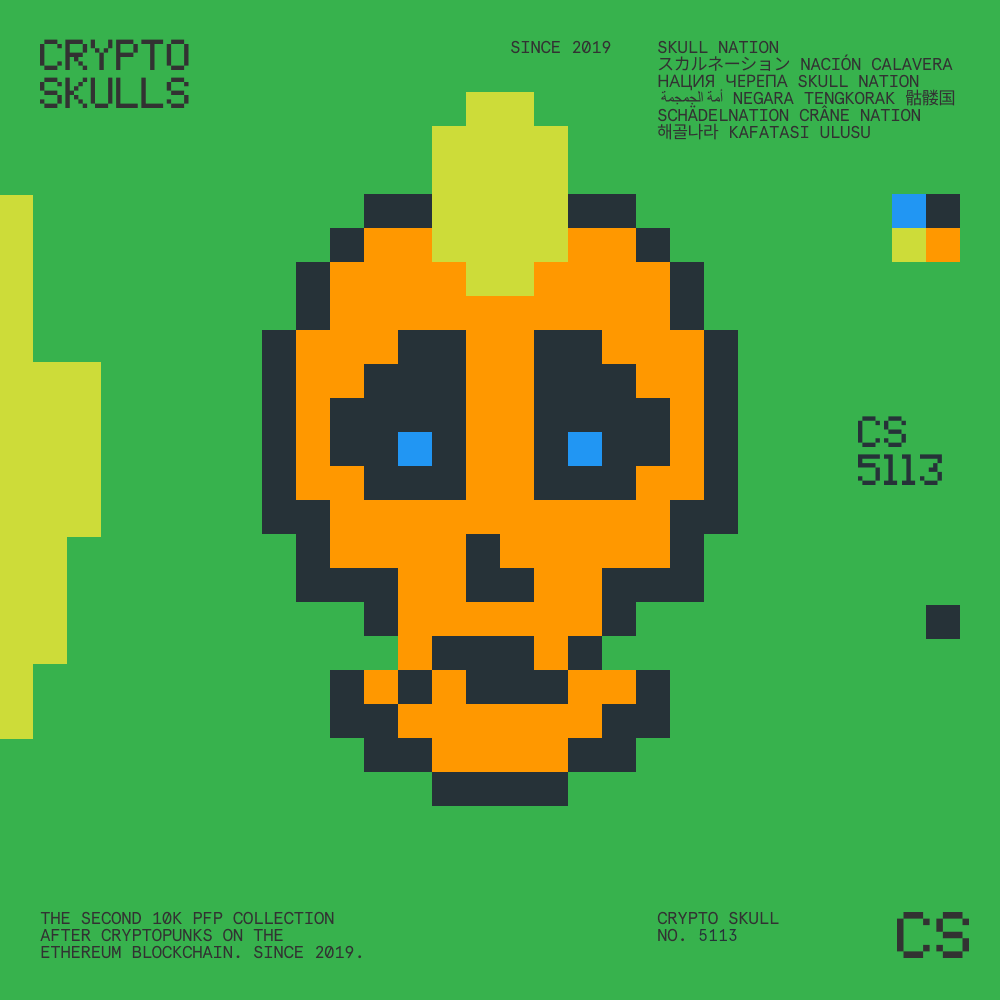 CRYPTO
SKULLS
SINCE 2019
SKULL NATION
スカルネーション NACIÓN CALAVERA
НАЦИЯ ЧЕРЕПА SKULL NATION
أمة الجمجمة NEGARA TENGKORAK 骷髅国
SCHÄDELNATION CRÂNE NATION
해골나라 KAFATASI ULUSU
CS
5113
THE SECOND 10K PFP COLLECTION
AFTER CRYPTOPUNKS ON THE
ETHEREUM BLOCKCHAIN. SINCE 2019.
CRYPTO SKULL
NO. 5113
CS